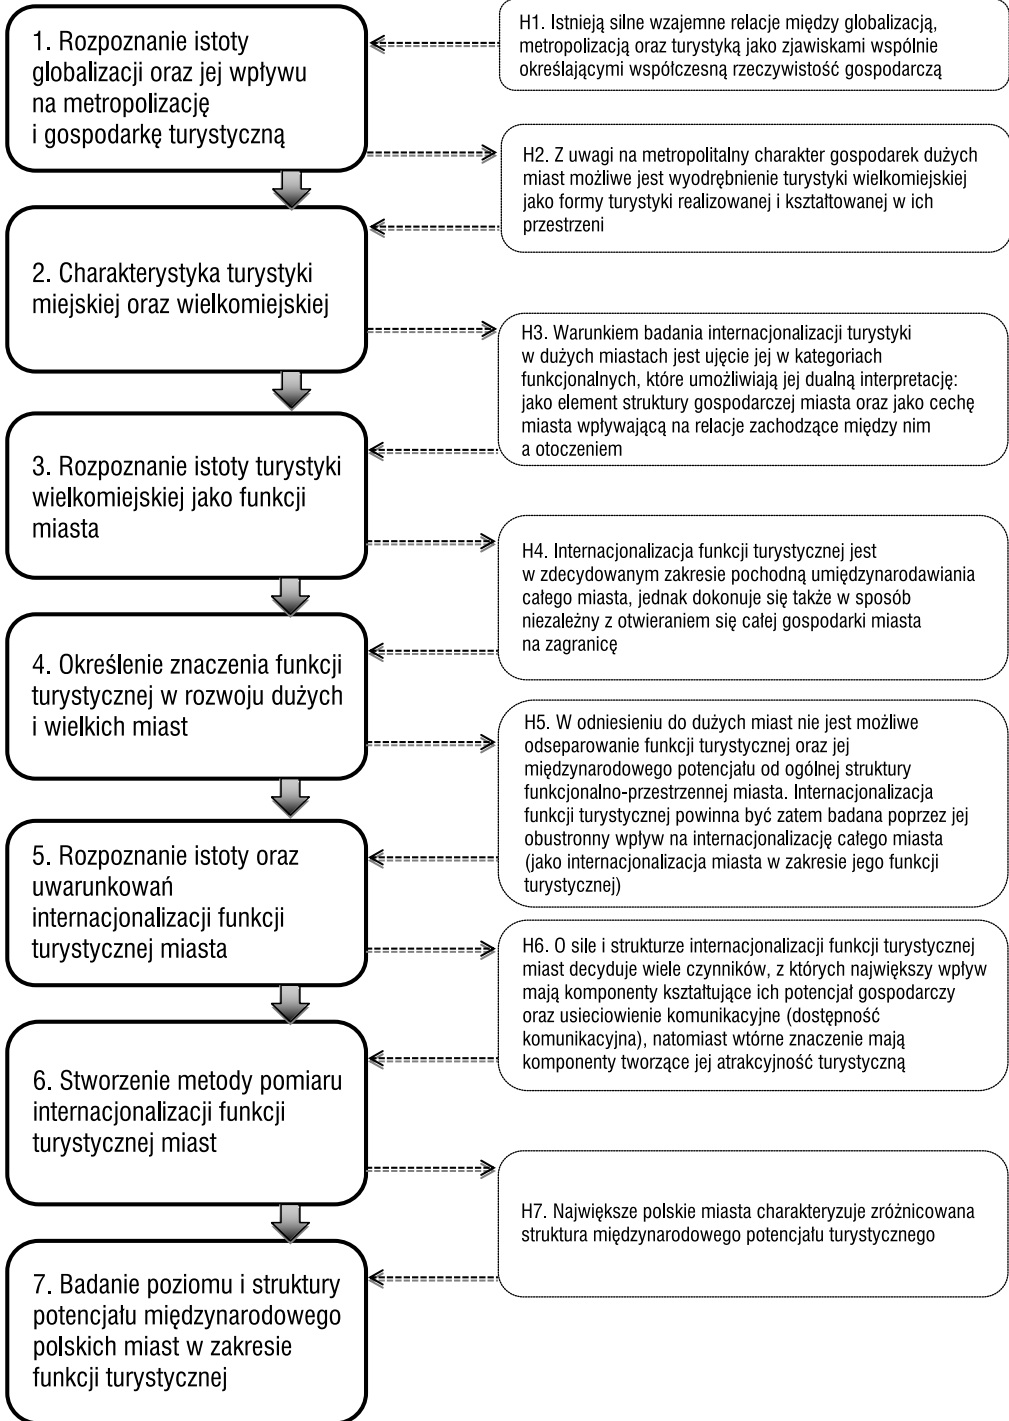 1. Rozpoznanie istoty
globalizacji oraz jej wpływu
na metropolizację
i gospodarkę turystyczną
H1. Istnieją silne wzajemne relacje między globalizacją,
metropolizacją oraz turystyką jako zjawiskami wspólnie
określającymi współczesną rzeczywistość gospodarczą
H2. Z uwagi na metropolitalny charakter gospodarek dużych
miast możliwe jest wyodrębnienie turystyki wielkomiejskiej
jako formy turystyki realizowanej i kształtowanej w ich
przestrzeni
2. Charakterystyka turystyki
miejskiej oraz wielkomiejskiej
H3. Warunkiem badania internacjonalizacji turystyki
w dużych miastach jest ujęcie jej w kategoriach
funkcjonalnych, które umożliwiają jej dualną interpretację:
jako element struktury gospodarczej miasta oraz jako cechę
miasta wpływającą na relacje zachodzące między nim
a otoczeniem
3. Rozpoznanie istoty turystyki
wielkomiejskiej jako funkcji
miasta
H4. Internacjonalizacja funkcji turystycznej jest
w zdecydowanym zakresie pochodną umiędzynarodawiania
całego miasta, jednak dokonuje się także w sposób
niezależny z otwieraniem się całej gospodarki miasta
na zagranicę
4. Określenie znaczenia funkcji
turystycznej w rozwoju dużych
i wielkich miast
H5. W odniesieniu do dużych miast nie jest możliwe
odseparowanie funkcji turystycznej oraz jej
międzynarodowego potencjału od ogólnej struktury
funkcjonalno-przestrzennej miasta. Internacjonalizacja
funkcji turystycznej powinna być zatem badana poprzez jej
obustronny wpływ na internacjonalizację całego miasta
(jako internacjonalizacja miasta w zakresie jego funkcji
turystycznej)
5. Rozpoznanie istoty oraz
uwarunkowań
internacjonalizacji funkcji
turystycznej miasta
H6. O sile i strukturze internacjonalizacji funkcji turystycznej
miast decyduje wiele czynników, z których największy wpływ
mają komponenty kształtujące ich potencjał gospodarczy
oraz usieciowienie komunikacyjne (dostępność
komunikacyjna), natomiast wtórne znaczenie mają
komponenty tworzące jej atrakcyjność turystyczną
6. Stworzenie metody pomiaru
internacjonalizacji funkcji
turystycznej miast
H7. Największe polskie miasta charakteryzuje zróżnicowana
struktura międzynarodowego potencjału turystycznego
7. Badanie poziomu i struktury
potencjału międzynarodowego
polskich miast w zakresie
funkcji turystycznej